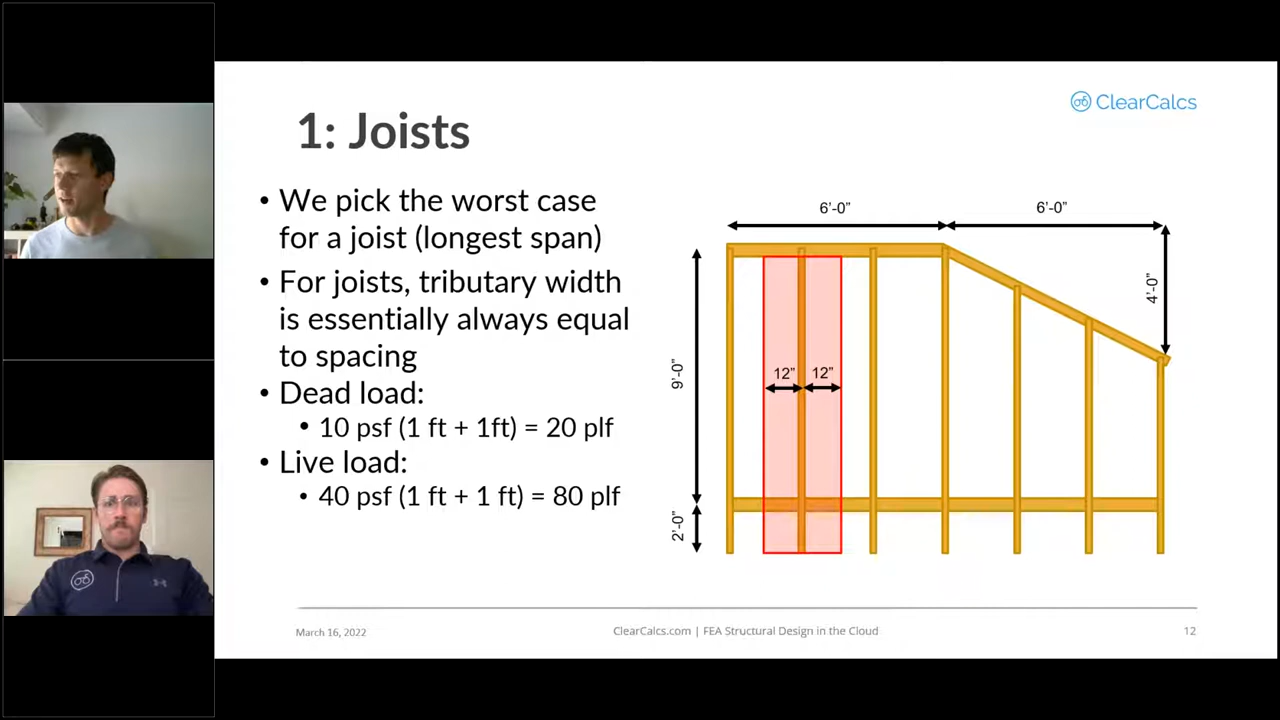 ClearCalcs
1: Joists
• We pick the worst case
for a joist (longest span)
• For joists, tributary width
is essentially always equal
to spacing
• Dead load:
• 10 psf (1 ft + 1ft) = 20 plf
• Live load:
• 40 psf (1 ft + 1 ft) = 80 plf
6’-0”
6’-0”
4’-0”
9’-0”
12”
12”
2’-0”
March 16, 2022
ClearCalcs.com | FEA Structural Design in the Cloud
12